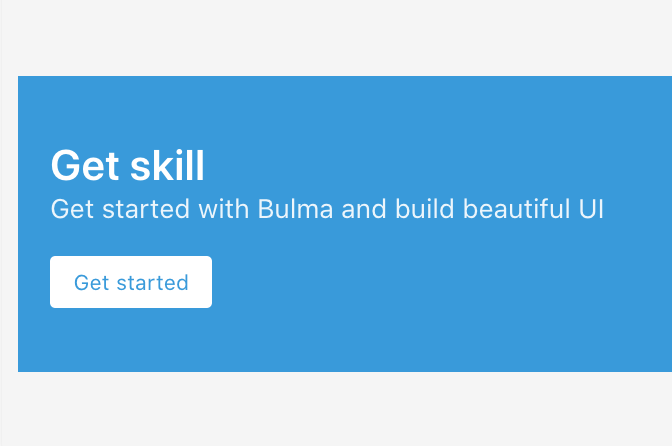 Get skill
Get started with Bulma and build beautiful UI
Get started